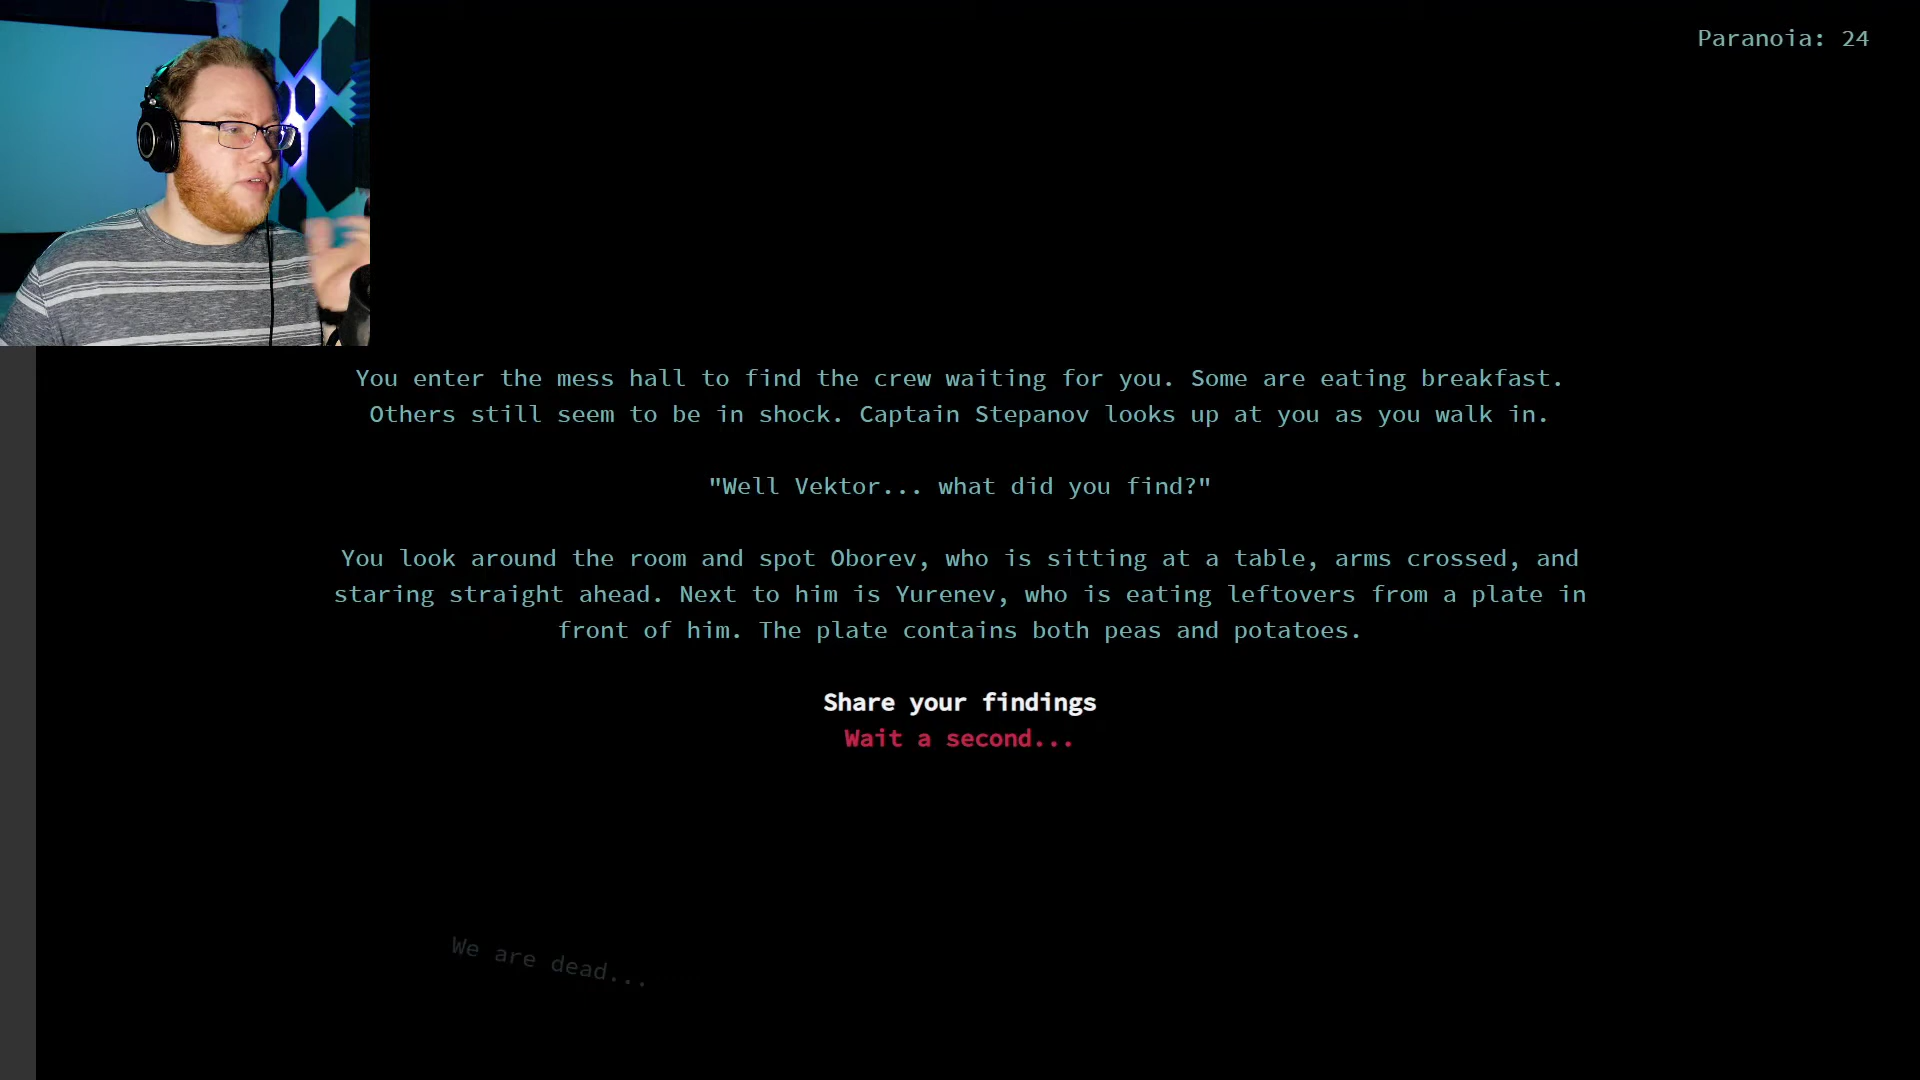 Paranoia: 24
You enter the mess hall to find the crew waiting for you. Some are eating breakfast.
Others still seem to be in shock. Captain Stepanov looks up at you as you walk in.
"Well Vektor... what did you find?"
You look around the room and spot Oborev, who is sitting at a table, arms crossed, and
staring straight ahead. Next to him is Yurenev, who is eating leftovers from a plate in
front of him. The plate contains both peas and potatoes.
Share your findings
Wait a second...
We are dead...